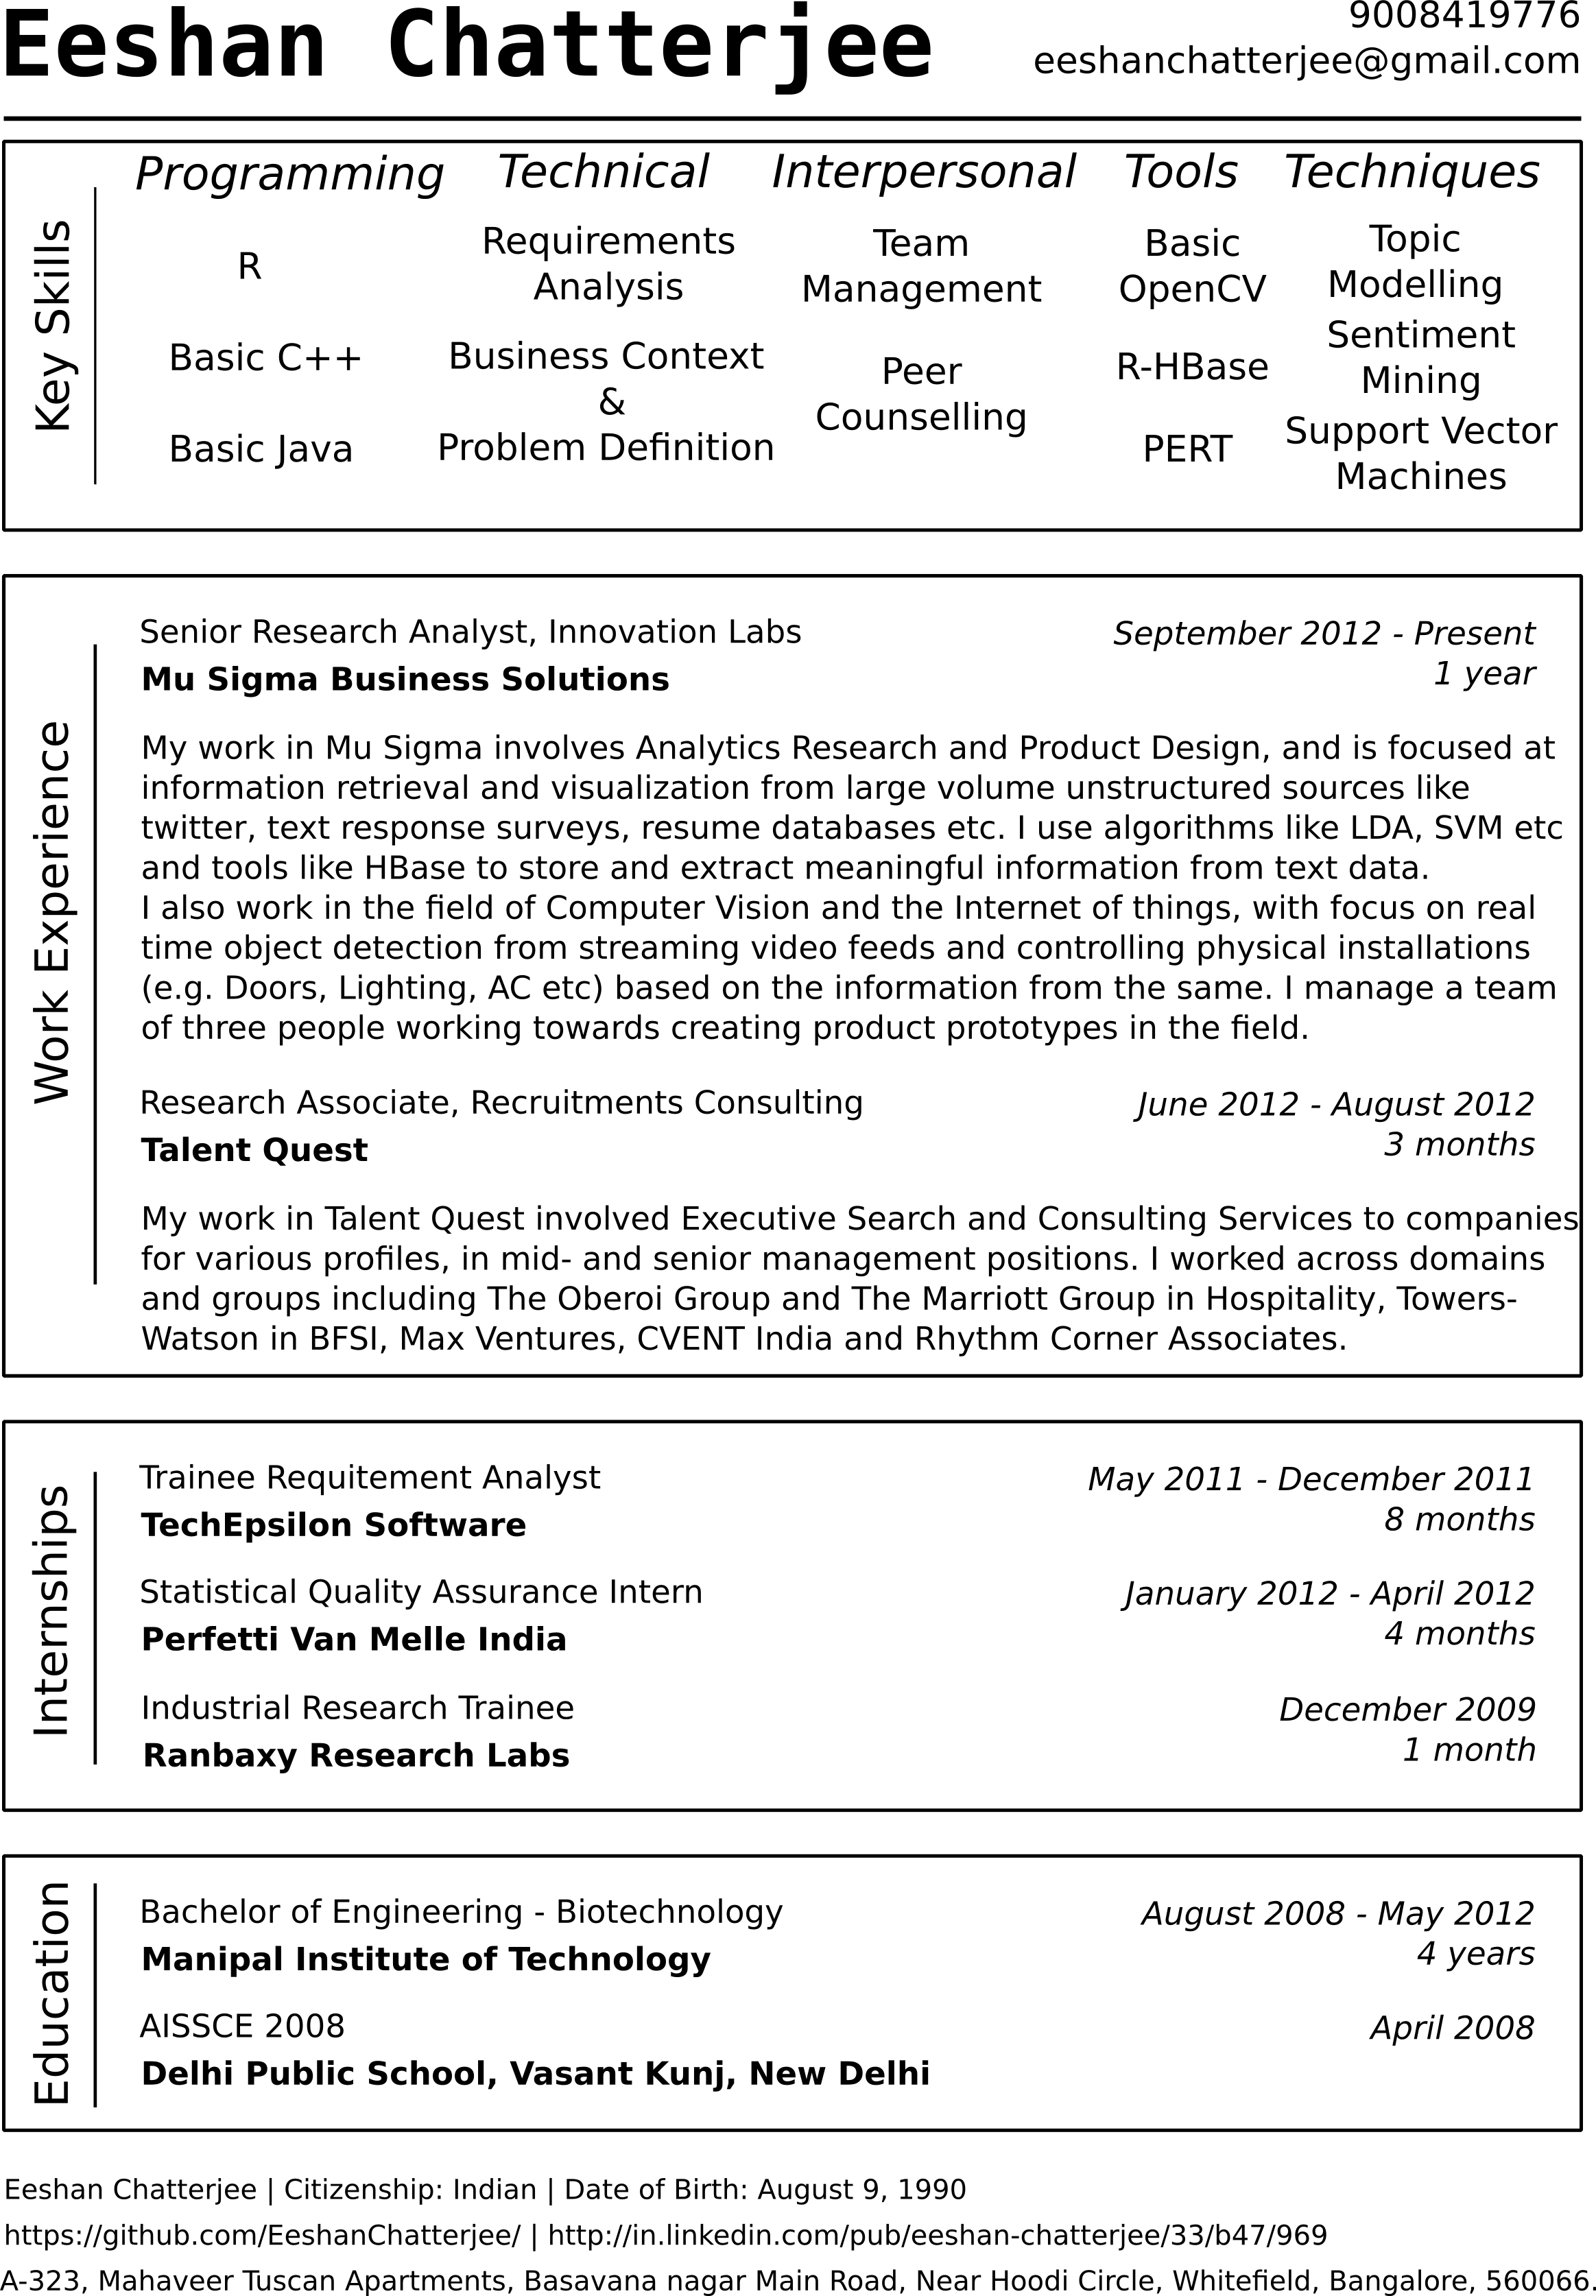 Eeshan Chatterjee
9008419776
eeshanchatterjee@gmail.com
Key Skills
Programming
R
Basic C++
Basic Java
Technical
Requirements
Analysis
Business Context
&
Problem Definition
Interpersonal
Team
Management
Peer
Counselling
Tools
Basic
OpenCV
R-HBase
PERT
Techniques
Topic
Modelling
Sentiment
Mining
Support Vector
Machines
Work Experience
Senior Research Analyst, Innovation Labs
September 2012 - Present
Mu Sigma Business Solutions
1 year
My work in Mu Sigma involves Analytics Research and Product Design, and is focused at
information retrieval and visualization from large volume unstructured sources like
twitter, text response surveys, resume databases etc. I use algorithms like LDA, SVM etc
and tools like HBase to store and extract meaningful information from text data.
I also work in the field of Computer Vision and the Internet of things, with focus on real
time object detection from streaming video feeds and controlling physical installations
(e.g. Doors, Lighting, AC etc) based on the information from the same. I manage a team
of three people working towards creating product prototypes in the field.
Research Associate, Recruitments Consulting
June 2012 - August 2012
Talent Quest
3 months
My work in Talent Quest involved Executive Search and Consulting Services to companies
for various profiles, in mid- and senior management positions. I worked across domains
and groups including The Oberoi Group and The Marriott Group in Hospitality, Towers-
Watson in BFSI, Max Ventures, CVENT India and Rhythm Corner Associates.
Internships
Trainee Requitement Analyst
May 2011 - December 2011
TechEpsilon Software
8 months
Statistical Quality Assurance Intern
January 2012 - April 2012
Perfetti Van Melle India
4 months
Industrial Research Trainee
December 2009
Ranbaxy Research Labs
1 month
Education
Bachelor of Engineering - Biotechnology
August 2008 - May 2012
Manipal Institute of Technology
4 years
AISSCE 2008
April 2008
Delhi Public School, Vasant Kunj, New Delhi
Eeshan Chatterjee | Citizenship: Indian | Date of Birth: August 9, 1990
https://github.com/EeshanChatterjee/ | http://in.linkedin.com/pub/eeshan-chatterjee/33/b47/969
A-323, Mahaveer Tuscan Apartments, Basavana nagar Main Road, Near Hoodi Circle, Whitefield, Bangalore, 560066